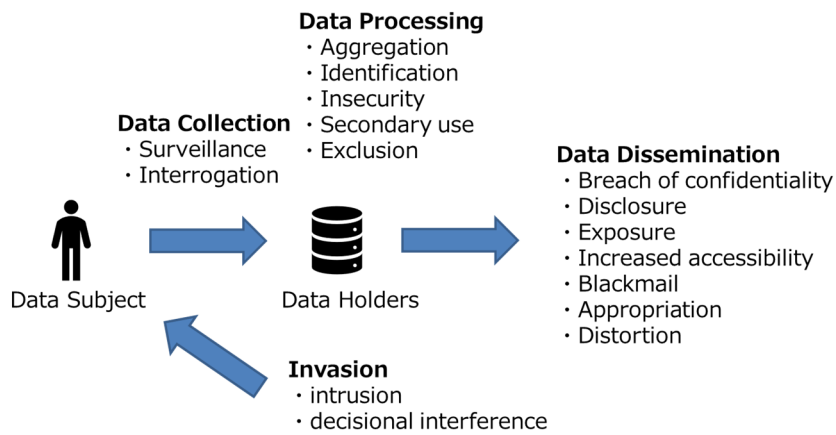 Data Processing
・Aggregation
・Identification
・Insecurity
・Secondary use
・Exclusion
Data Collection
・Surveillance
・Interrogation
Data Dissemination
・Breach of confidentiality
・Disclosure
・Exposure
・Increased accessibility
・Blackmail
・Appropriation
・Distortion
Data Subject
Data Holders
Invasion
・intrusion
・decisional interference